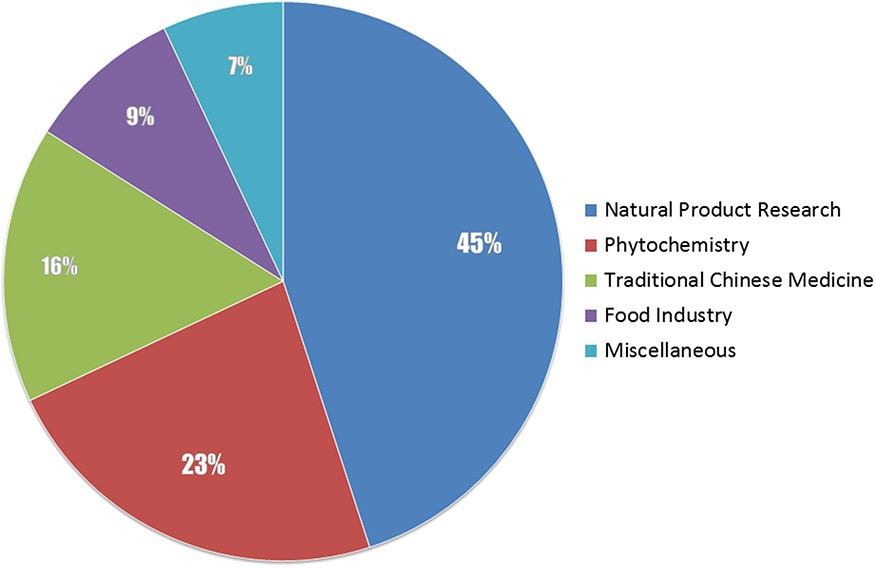 7%
9%
45%
16%
23%
Natural Product Research
Phytochemistry
Traditional Chinese Medicine
Food Industry
Miscellaneous